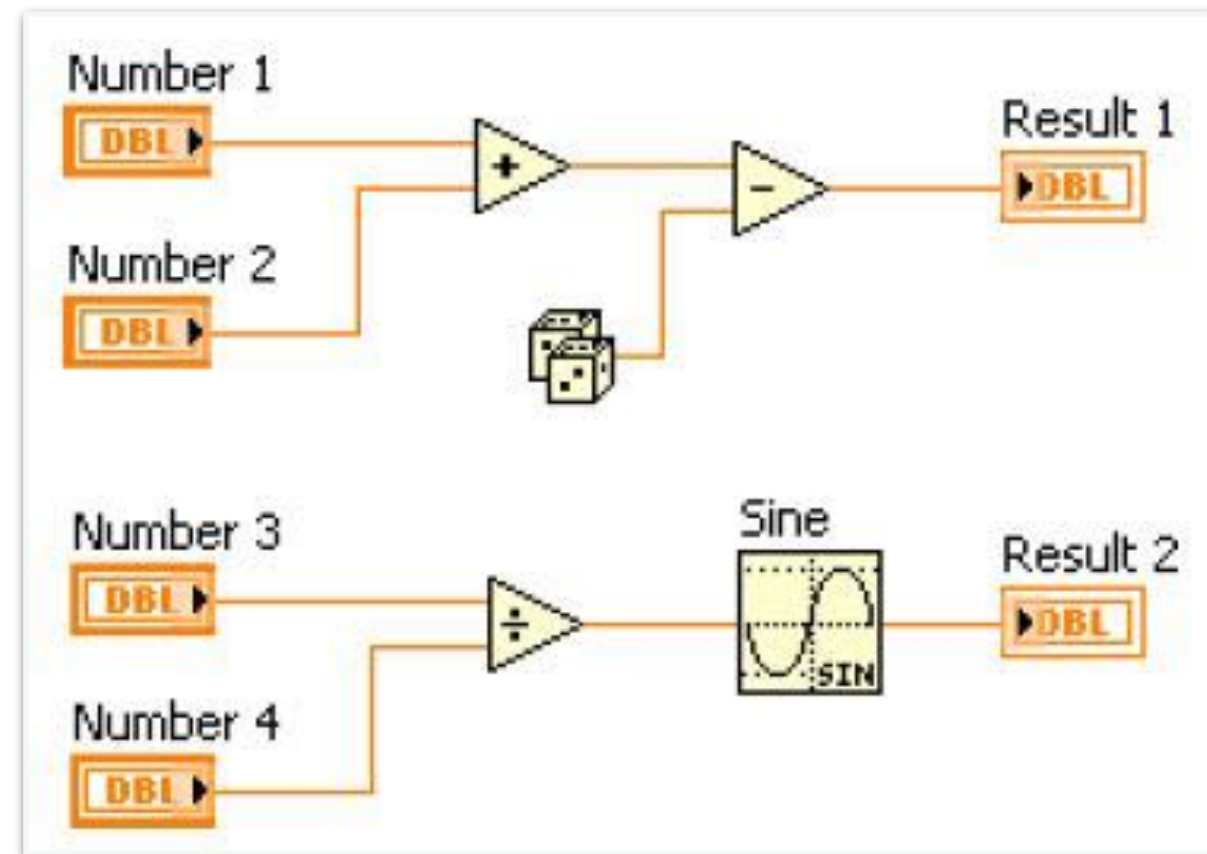 Number 1
DBL
+
-
Result 1
DBL
Number 2
DBL
Number 3
DBL
÷
Sine
SIN
Result 2
DBL
Number 4
DBL